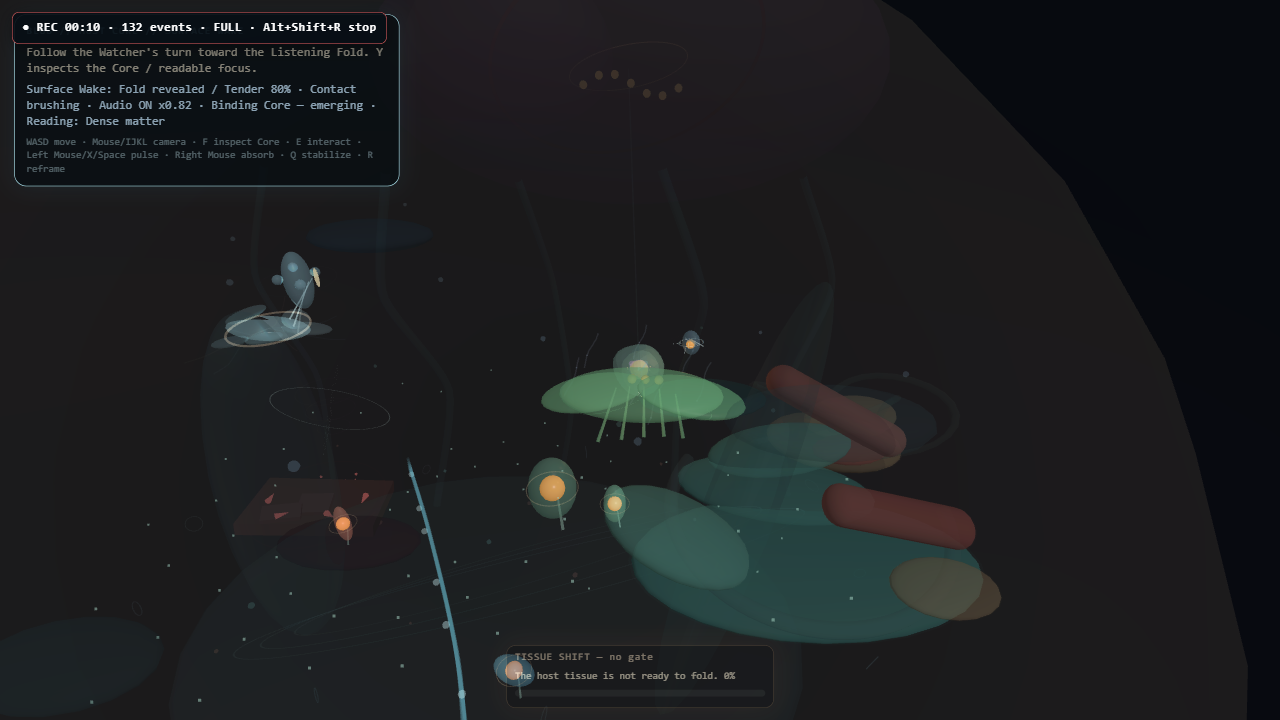 ● REC 00:10 · 132 events · FULL · Alt+Shift+R stop
Follow the Watcher's turn toward the Listening Fold. Y
inspects the Core / readable focus.
Surface Wake: Fold revealed / Tender 80% · Contact
brushing · Audio ON x0.82 · Binding Core — emerging ·
Reading: Dense matter
WASD move · Mouse/IJKL camera · F inspect Core · E interact ·
Left Mouse/X/Space pulse · Right Mouse absorb · Q stabilize · R
reframe
TISSUE SHIFT — no gate
The host tissue is not ready to fold. 0%